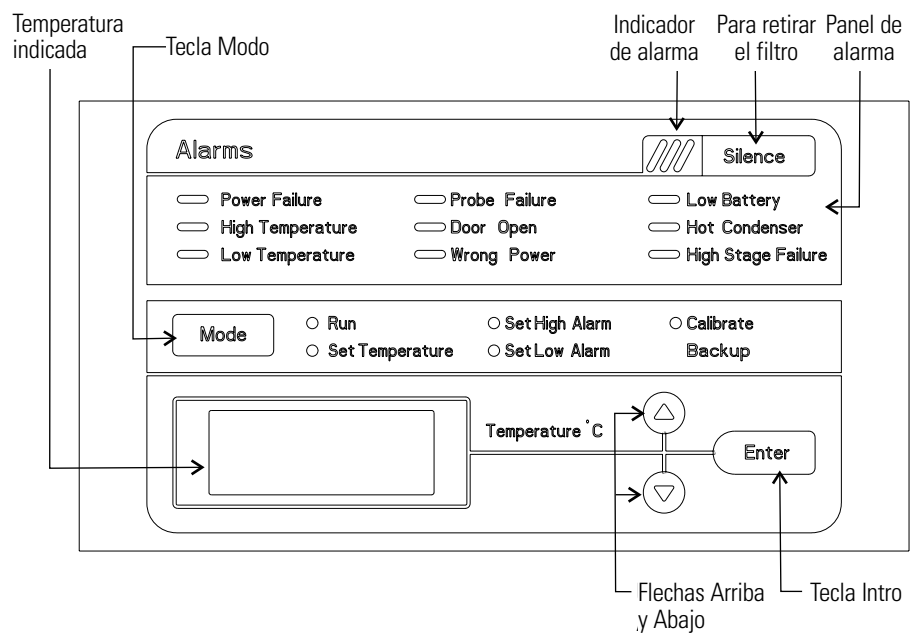 Temperatura
indicada
Tecla Modo
Indicador
de alarma
Para retirar
el filtro
Panel de
alarma
Alarms
Silence
Power Failure
Probe Failure
Low Battery
High Temperature
Door Open
Hot Condenser
Low Temperature
Wrong Power
High Stage Failure
Mode
Run
Set High Alarm
Calibrate
Set Temperature
Set Low Alarm
Backup
Temperature °C
Enter
Flechas Arriba
y Abajo
Tecla Intro